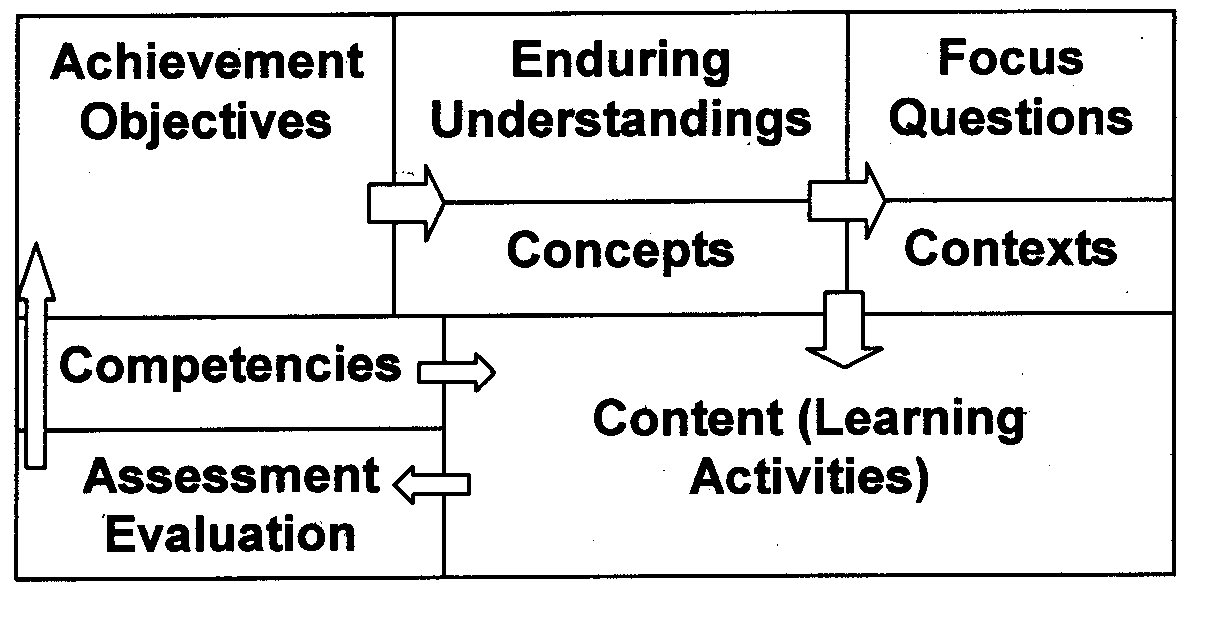 Achievement
Objectives
Enduring
Understandings
Focus
Questions
Concepts
Contexts
Competencies
Content (Learning
Activities)
Assessment
Evaluation